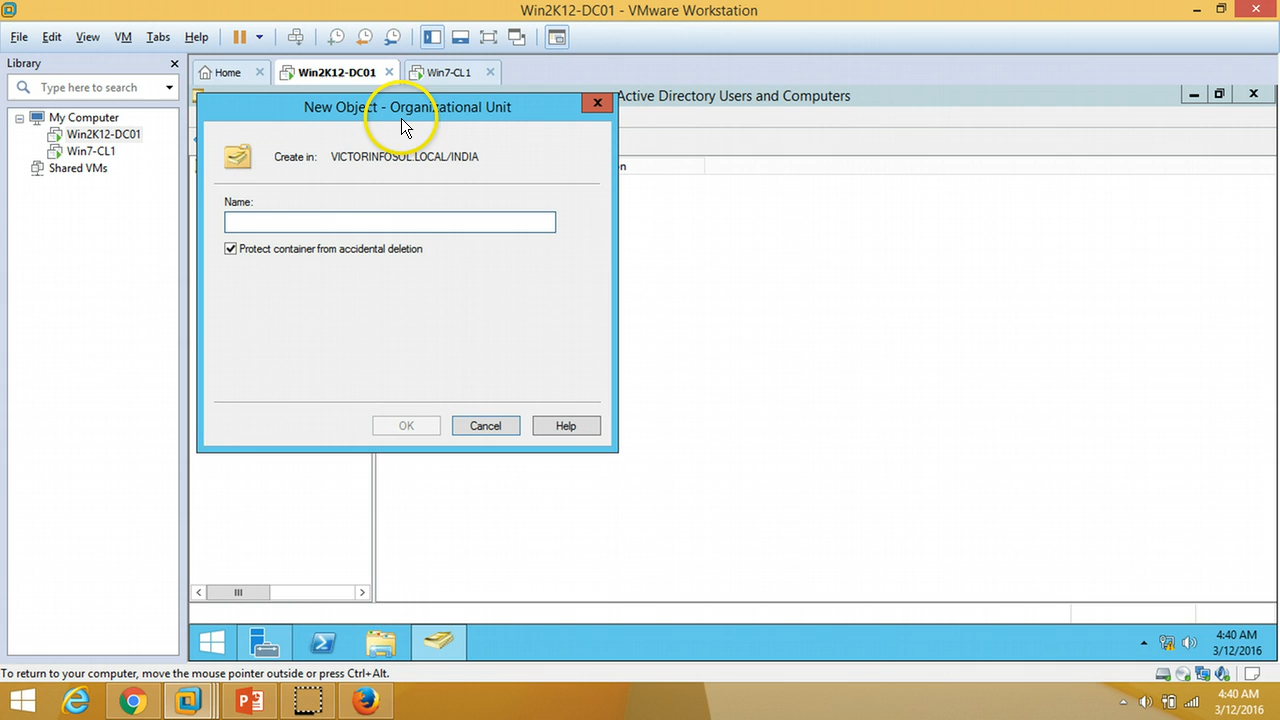 Win2K12-DC01 - VMware Workstation
File Edit View VM Tabs Help
Library
Type here to search
My Computer
Win2K12-DC01
Win7-CL1
Shared VMs
Home
Win2K12-DC01
Win7-CL1
Active Directory Users and Computers
New Object - Organizational Unit
Create in: VICTORINFOSOL.LOCAL/INDIA
Name:
Protect container from accidental deletion
OK Cancel Help
4:40 AM
3/12/2016
To return to your computer, move the mouse pointer outside or press Ctrl+Alt.
4:40 AM
3/12/2016